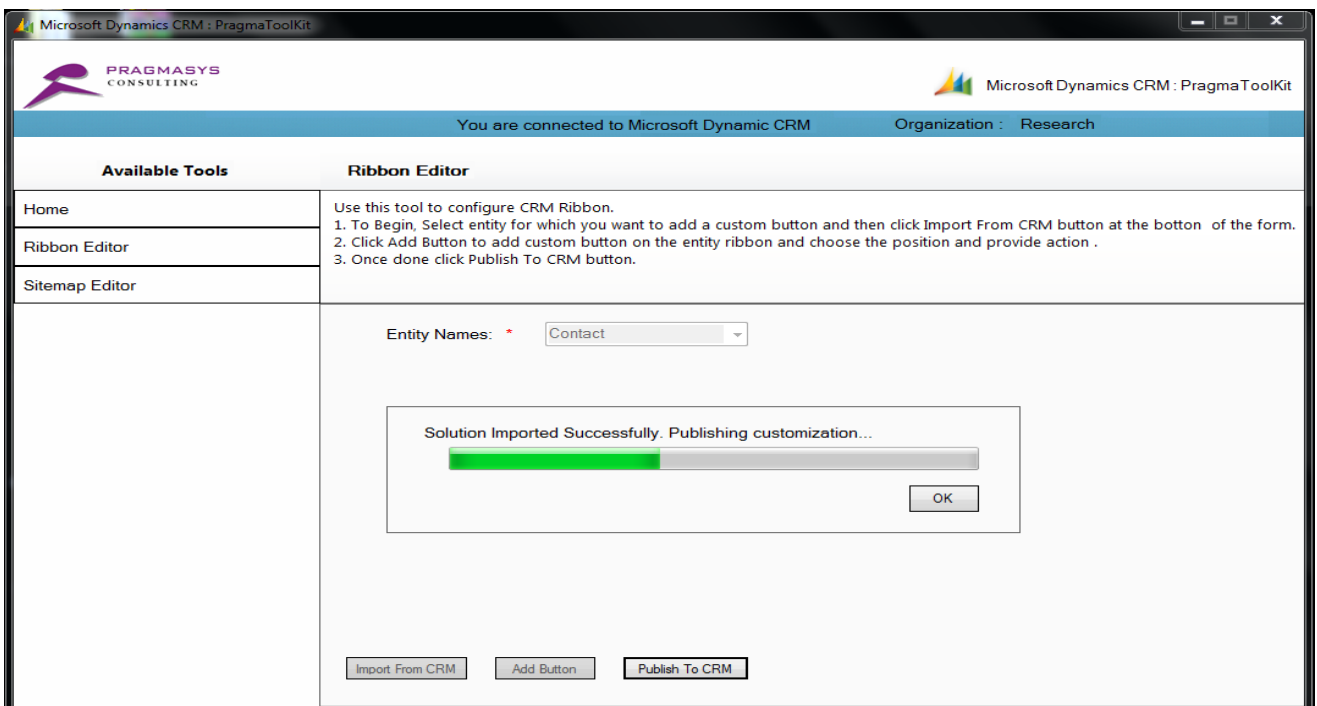 Microsoft Dynamics CRM : PragmaToolKit
PRAGMASYS
CONSULTING
Microsoft Dynamics CRM : PragmaToolKit
You are connected to Microsoft Dynamic CRM Organization : Research
Available Tools
Ribbon Editor
Home
Ribbon Editor
Sitemap Editor
Use this tool to configure CRM Ribbon.
1. To Begin, Select entity for which you want to add a custom button and then click Import From CRM button at the botton of the form.
2. Click Add Button to add custom button on the entity ribbon and choose the position and provide action .
3. Once done click Publish To CRM button.
Entity Names: * Contact
Solution Imported Successfully. Publishing customization...
OK
Import From CRM Add Button Publish To CRM